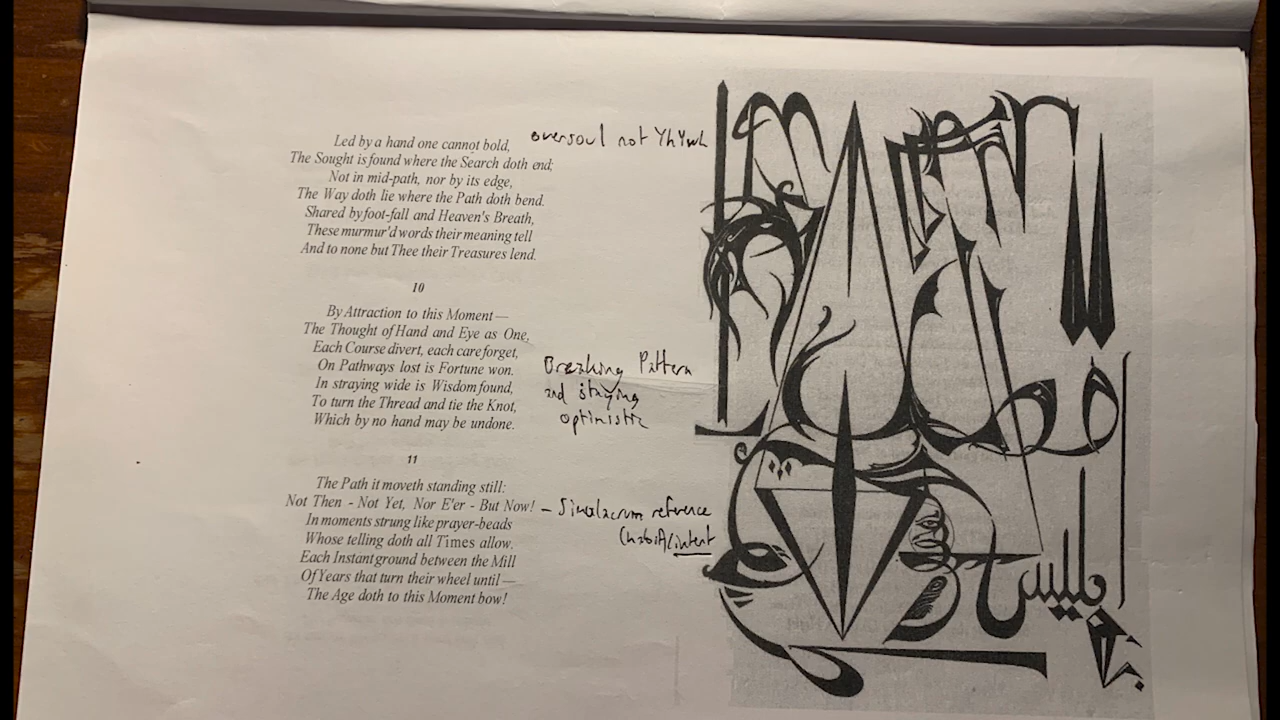 Led by a hand one cannot bold,
The Sought is found where the Search doth end;
Not in mid-path, nor by its edge,
The Way doth lie where the Path doth bend.
Shared by foot-fall and Heaven's Breath,
These murmur'd words their meaning tell
And to none but Thee their Treasures lend.
oversoul not YhYwh
10
By Attraction to this Moment—
The Thought of Hand and Eye as One,
Each Course divert, each care forget,
On Pathways lost is Fortune won.
In straying wide is Wisdom found,
To turn the Thread and tie the Knot,
Which by no hand may be undone.
Breaking Pattern
and staying
optimistic
11
The Path it moveth standing still:
Not Then - Not Yet, Nor E'er - But Now!
In moments strung like prayer-beads
Whose telling doth all Times allow.
Each Instant ground between the Mill
Of Years that turn their wheel until—
The Age doth to this Moment bow!
– Simulacrum reference
(habit)/intent
ابليس